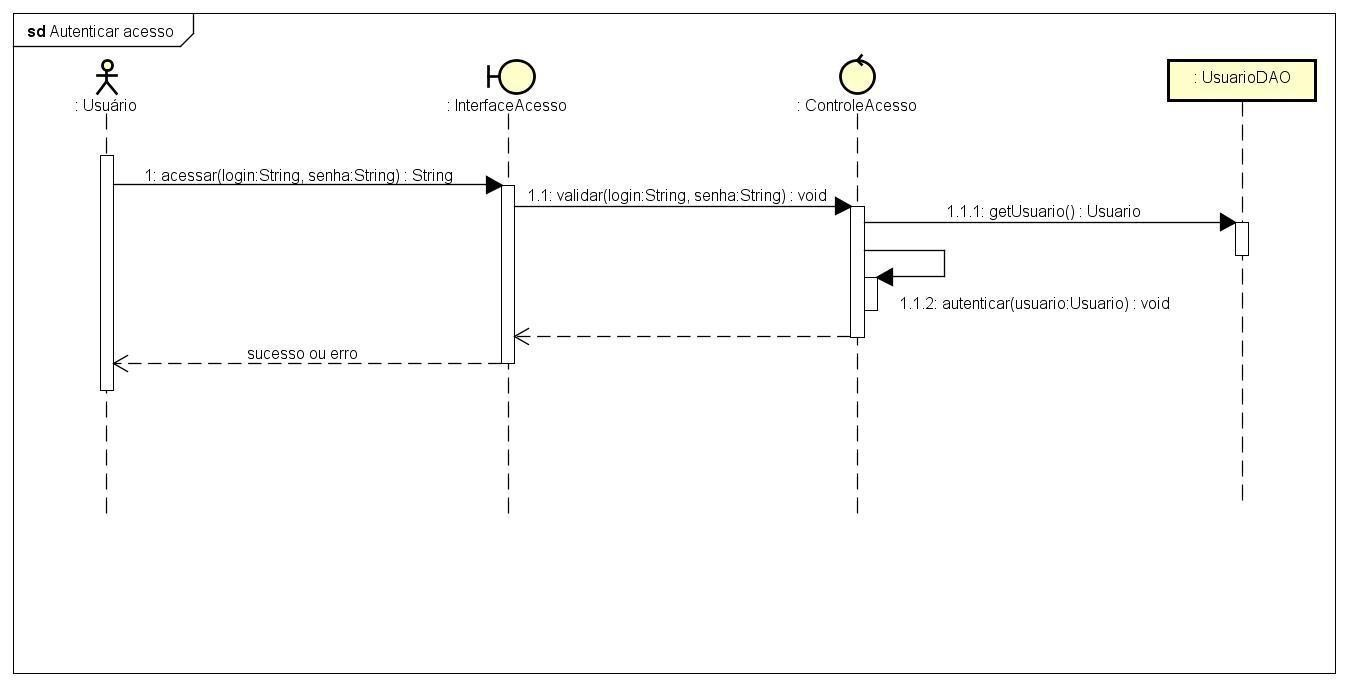 sd Autenticar acesso
: Usuário
: InterfaceAcesso
: ControleAcesso
: UsuarioDAO
1: acessar(login:String, senha:String) : String
1.1: validar(login:String, senha:String) : void
1.1.1: getUsuario() : Usuario
1.1.2: autenticar(usuario:Usuario) : void
sucesso ou erro